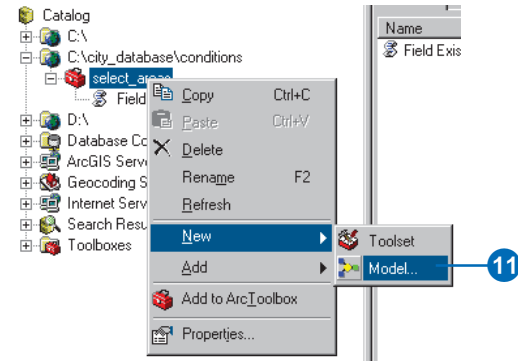 Catalog
C:\
C:\city_database\conditions
select_areas
Field
D:\
Database Co
ArcGIS Serv
Geocoding S
Internet Serv
Search Resu
Toolboxes
Name
Field Exis
Copy Ctrl+C
Paste Ctrl+V
Delete
Rename F2
Refresh
New
Add
Add to ArcToolbox
Properties...
Toolset
Model...
11